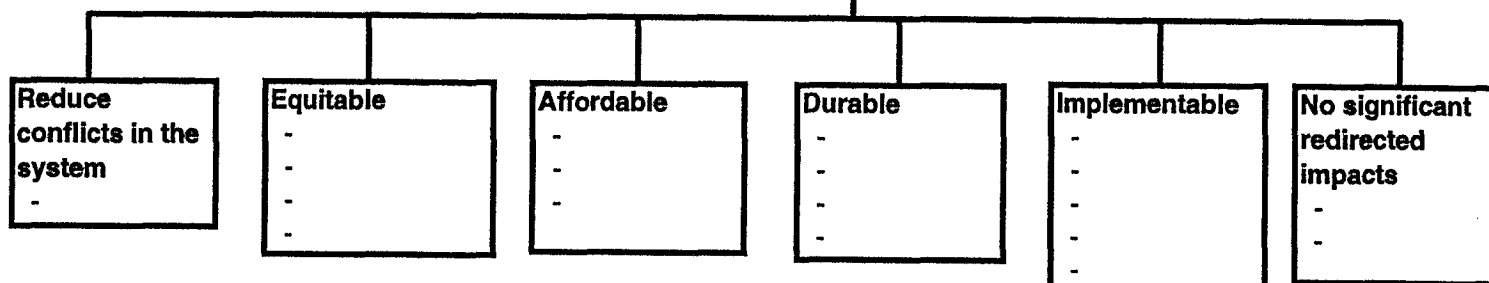 Reduce
conflicts in the
system
-
Equitable
-
-
-
-
Affordable
-
-
-
Durable
-
-
-
-
Implementable
-
-
-
-
-
No significant
redirected
impacts
-
-